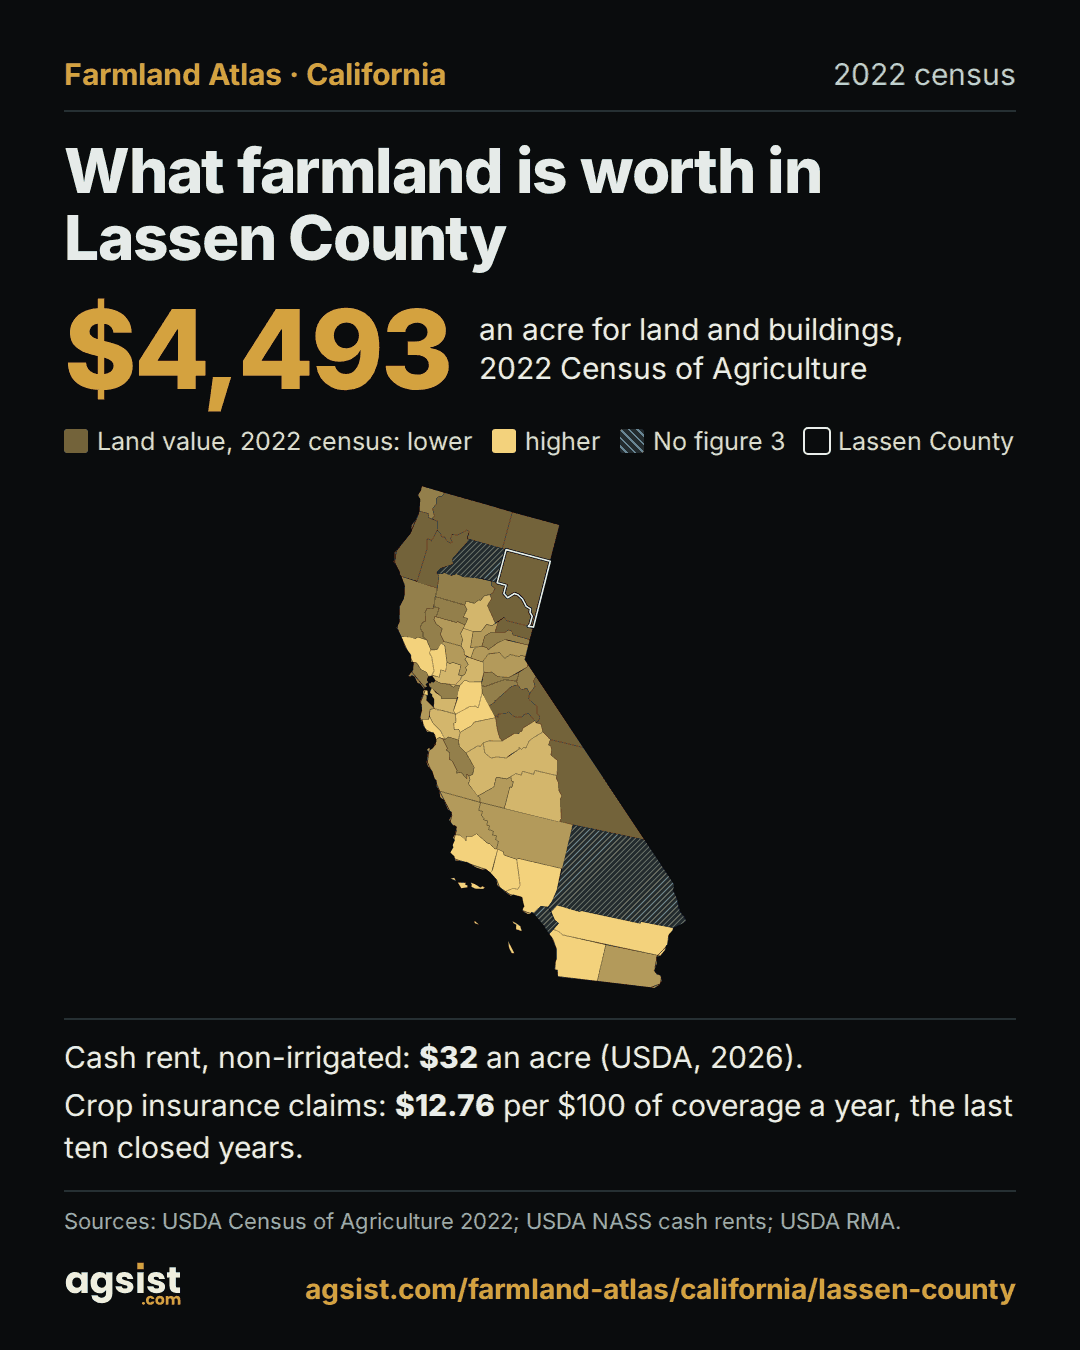 Farmland Atlas · California
2022 census
What farmland is worth in
Lassen County
$4,493
an acre for land and buildings,
2022 Census of Agriculture
Land value, 2022 census: lower
higher
No figure 3
Lassen County
Cash rent, non-irrigated: $32 an acre (USDA, 2026).
Crop insurance claims: $12.76 per $100 of coverage a year, the last
ten closed years.
Sources: USDA Census of Agriculture 2022; USDA NASS cash rents; USDA RMA.
agsist
.com
agsist.com/farmland-atlas/california/lassen-county